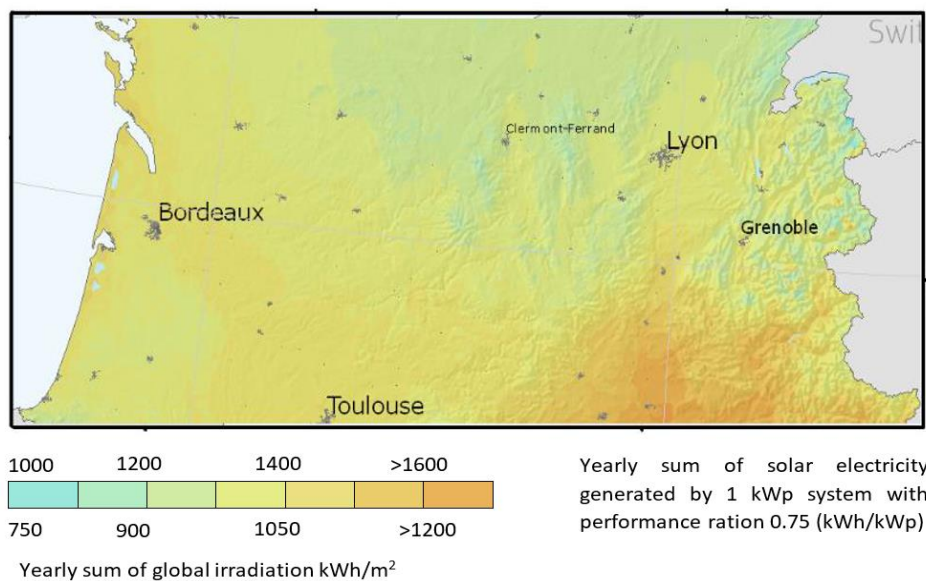 Swit
Clermont-Ferrand
Lyon
Bordeaux
Grenoble
Toulouse
1000 1200 1400 >1600
750 900 1050 >1200
Yearly sum of solar electricity
generated by 1 kWp system with
performance ration 0.75 (kWh/kWp)
Yearly sum of global irradiation kWh/m²